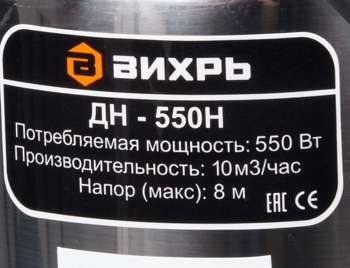 В ВИХРЬ
ДН - 550Н
Потребляемая мощность: 550 Вт
Производительность: 10м3/час
Напор (макс): 8 м
EAC CE